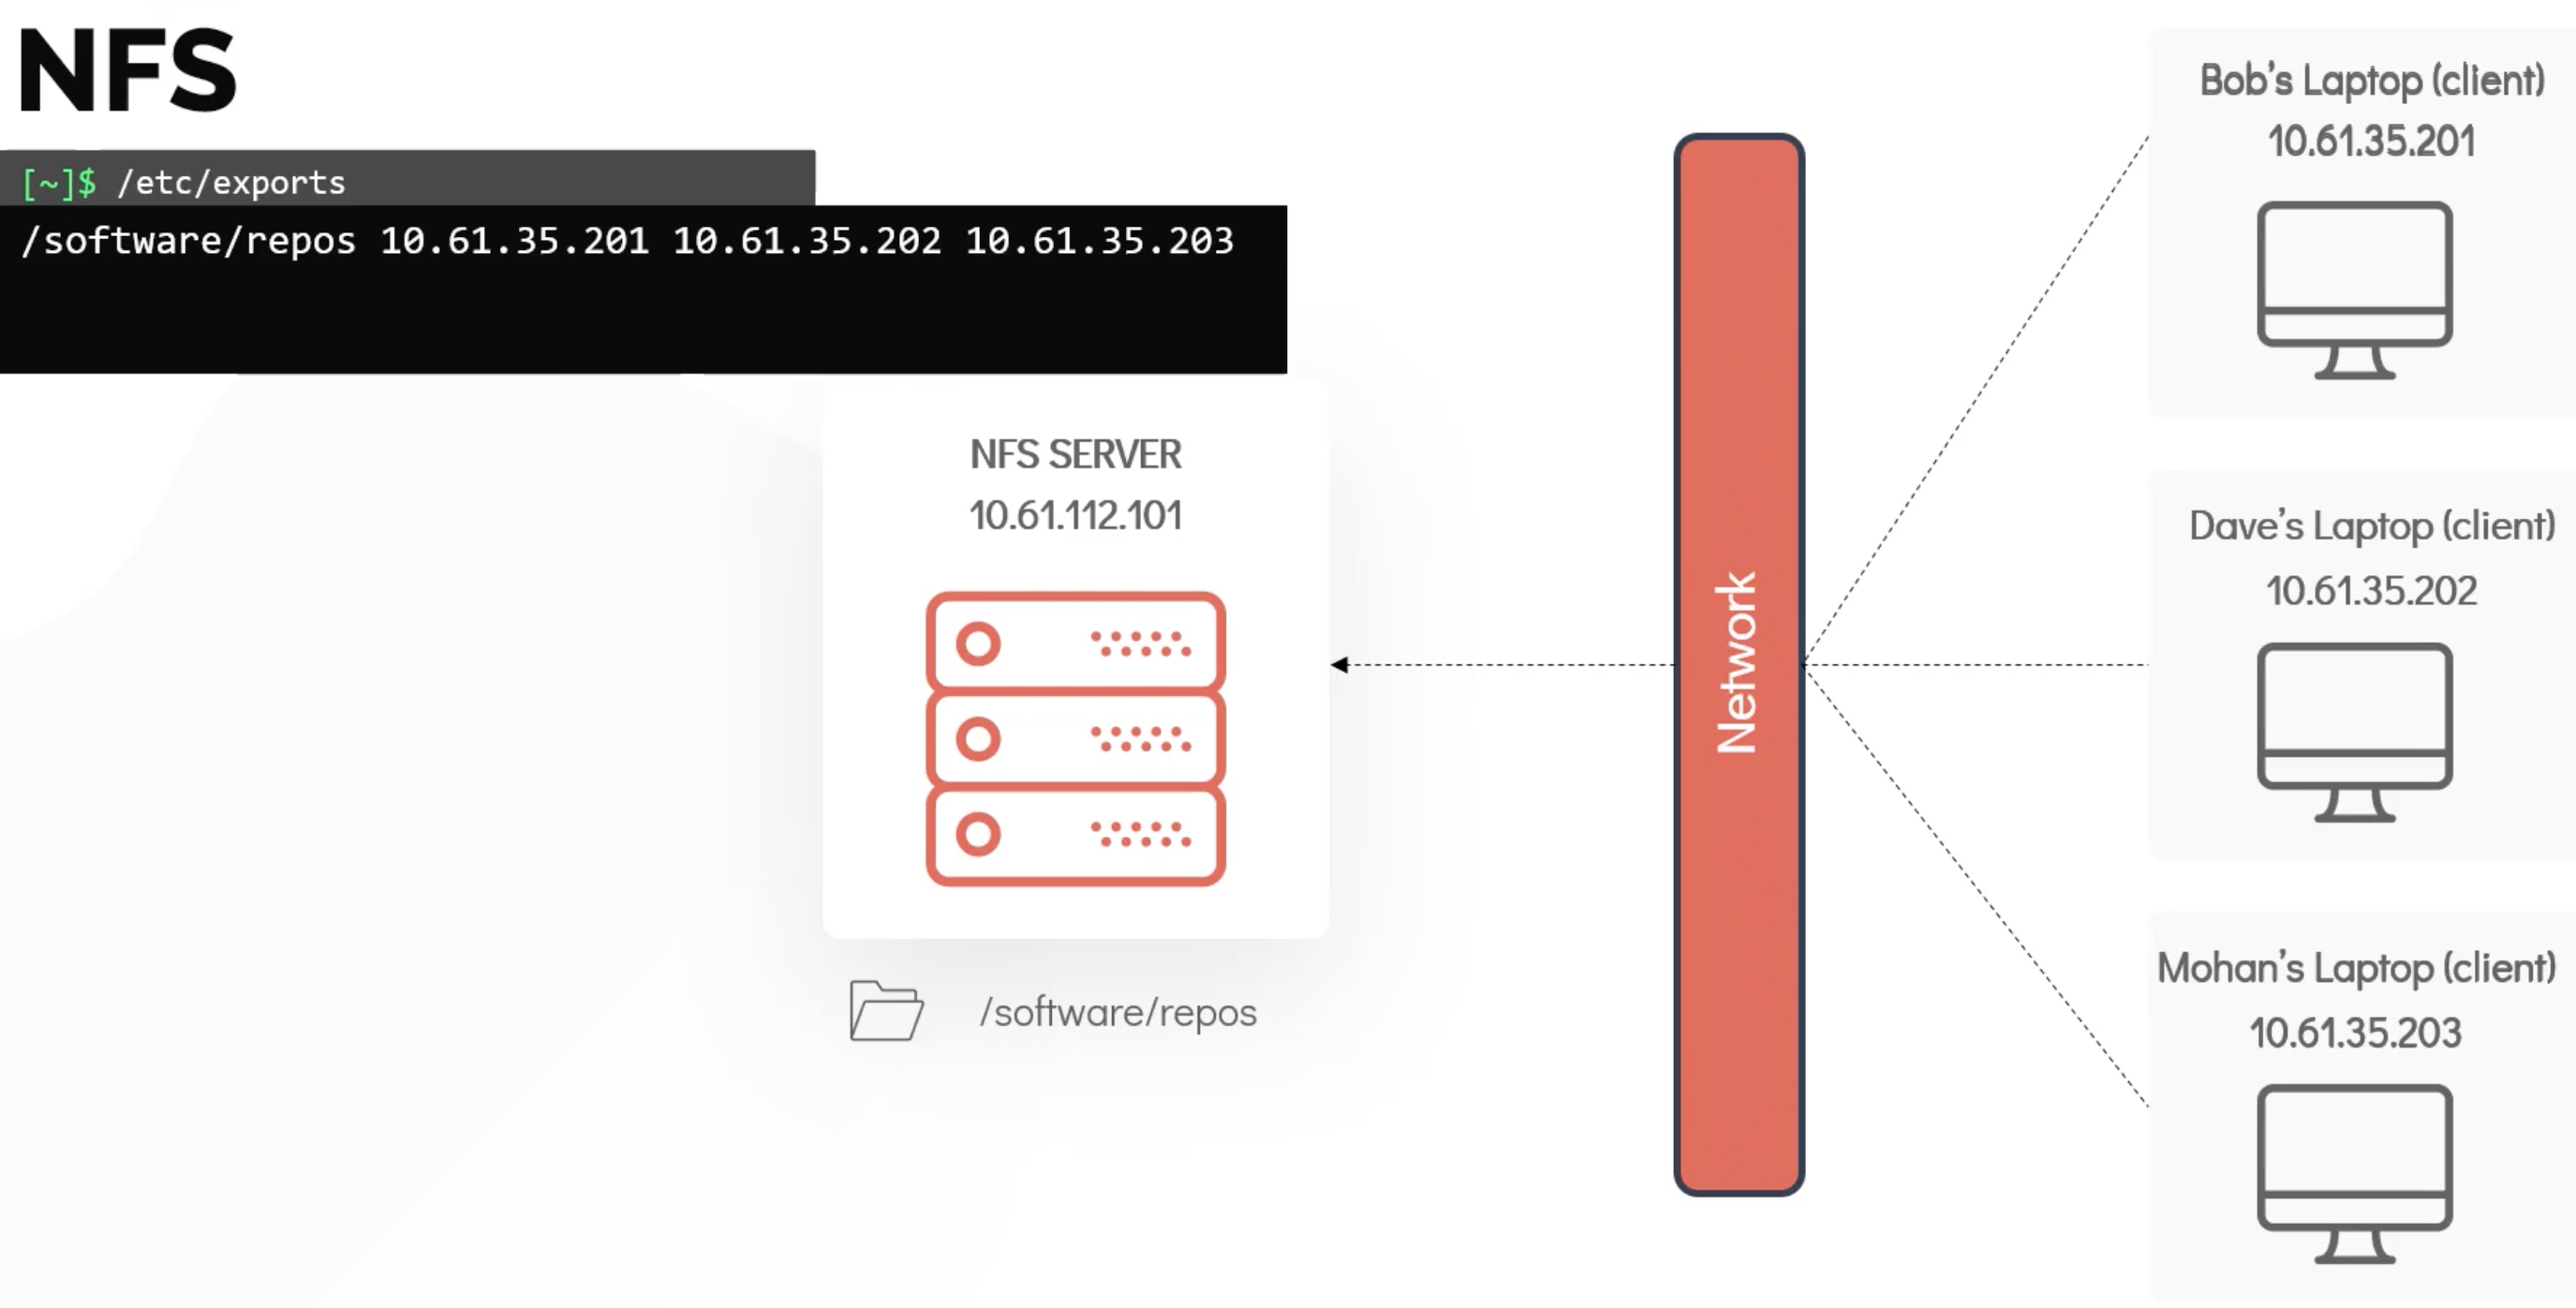 NFS
[~]$ /etc/exports
/software/repos 10.61.35.201 10.61.35.202 10.61.35.203
NFS SERVER
10.61.112.101
/software/repos
Network
Bob’s Laptop (client)
10.61.35.201
Dave’s Laptop (client)
10.61.35.202
Mohan’s Laptop (client)
10.61.35.203